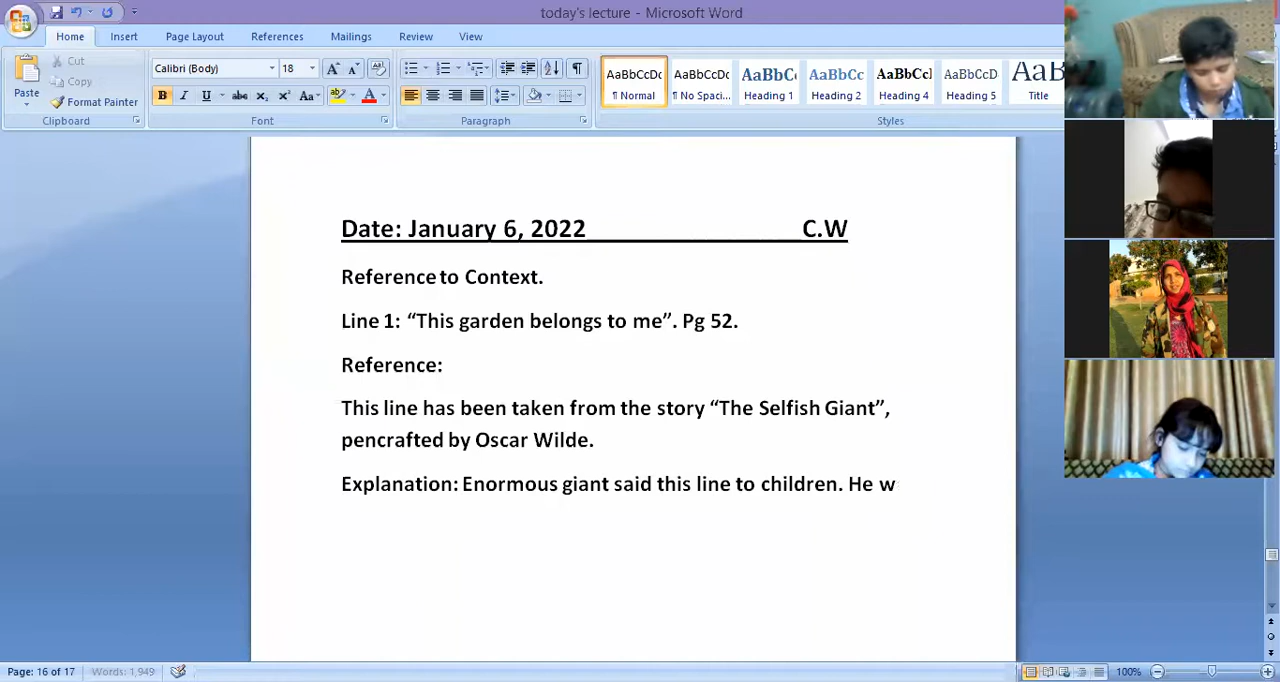 today's lecture - Microsoft Word
Home Insert Page Layout References Mailings Review View
Cut
Copy
Format Painter
Paste
Clipboard
Calibri (Body) 18
Font
Paragraph
AaBbCcDc AaBbCcDc AaBbC AaBbCc AaBbCcI AaBbCcD AaB
¶ Normal ¶ No Spaci... Heading 1 Heading 2 Heading 4 Heading 5 Title
Styles
Date: January 6, 2022 C.W
Reference to Context.
Line 1: “This garden belongs to me”. Pg 52.
Reference:
This line has been taken from the story “The Selfish Giant”,
pencrafted by Oscar Wilde.
Explanation: Enormous giant said this line to children. He w
Page: 16 of 17 Words: 1,949 100%